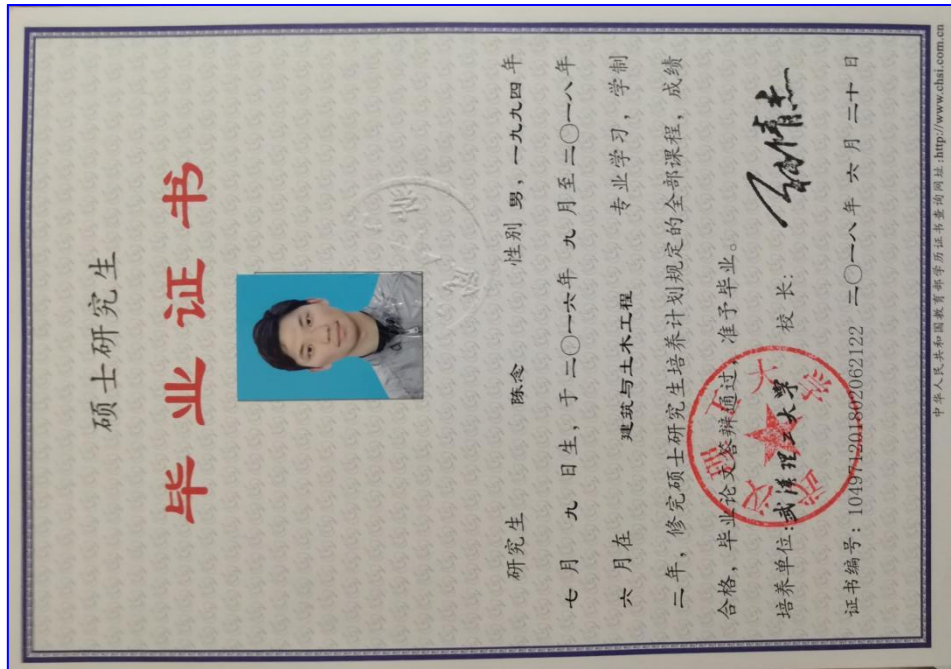 硕士研究生
毕业证书
研究生 陈念 性别 男，一九九四年
七月 九 日生，于 二〇一六年 九 月至 二〇一八年
六 月在 建筑与土木工程 专业学习，学制
二年，修完硕士研究生培养计划规定的全部课程，成绩
合格，毕业论文答辩通过，准予毕业。
培养单位：武汉理工大学 校 长：
证书编号：104971201802062122 二〇一八年 六 月 二十 日
武汉理工大学
中华人民共和国教育部学历证书查询网址:http://www.chsi.com.cn